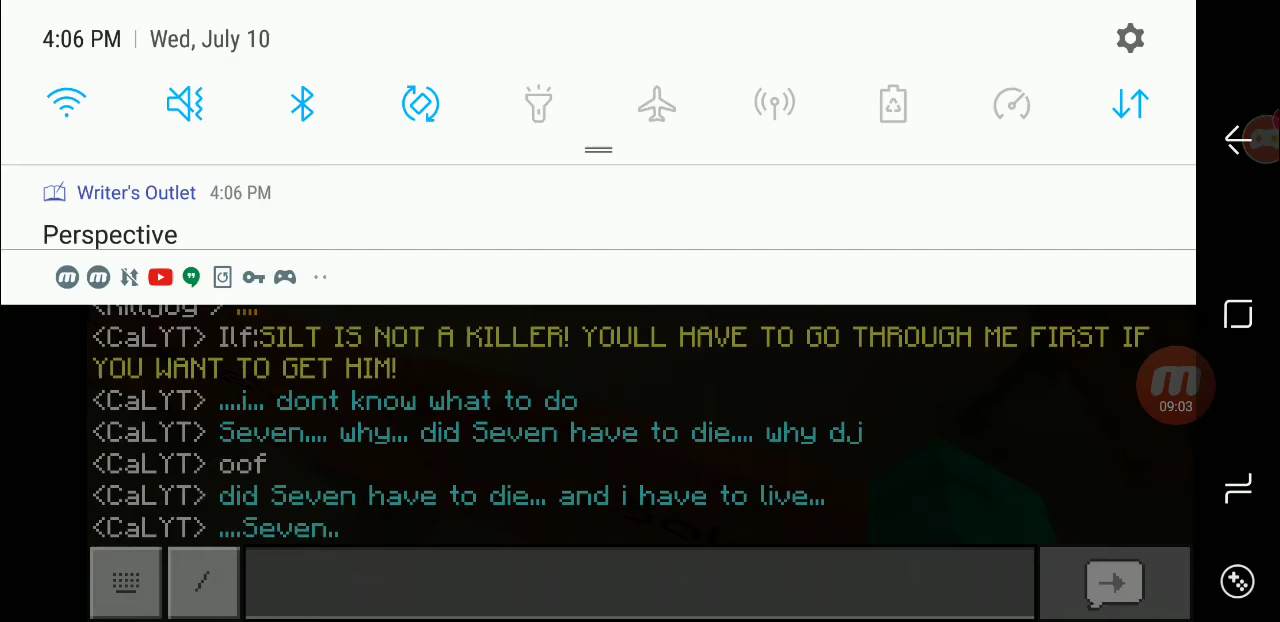 4:06 PM | Wed, July 10
Writer's Outlet 4:06 PM
Perspective
<Killjoy > ....
<CaLYT> Ilf:SILT IS NOT A KILLER! YOULL HAVE TO GO THROUGH ME FIRST IF
YOU WANT TO GET HIM!
<CaLYT> ....i... dont know what to do
<CaLYT> Seven.... why... did Seven have to die.... why dj
<CaLYT> oof
<CaLYT> did Seven have to die... and i have to live...
<CaLYT> ....Seven..
09:03